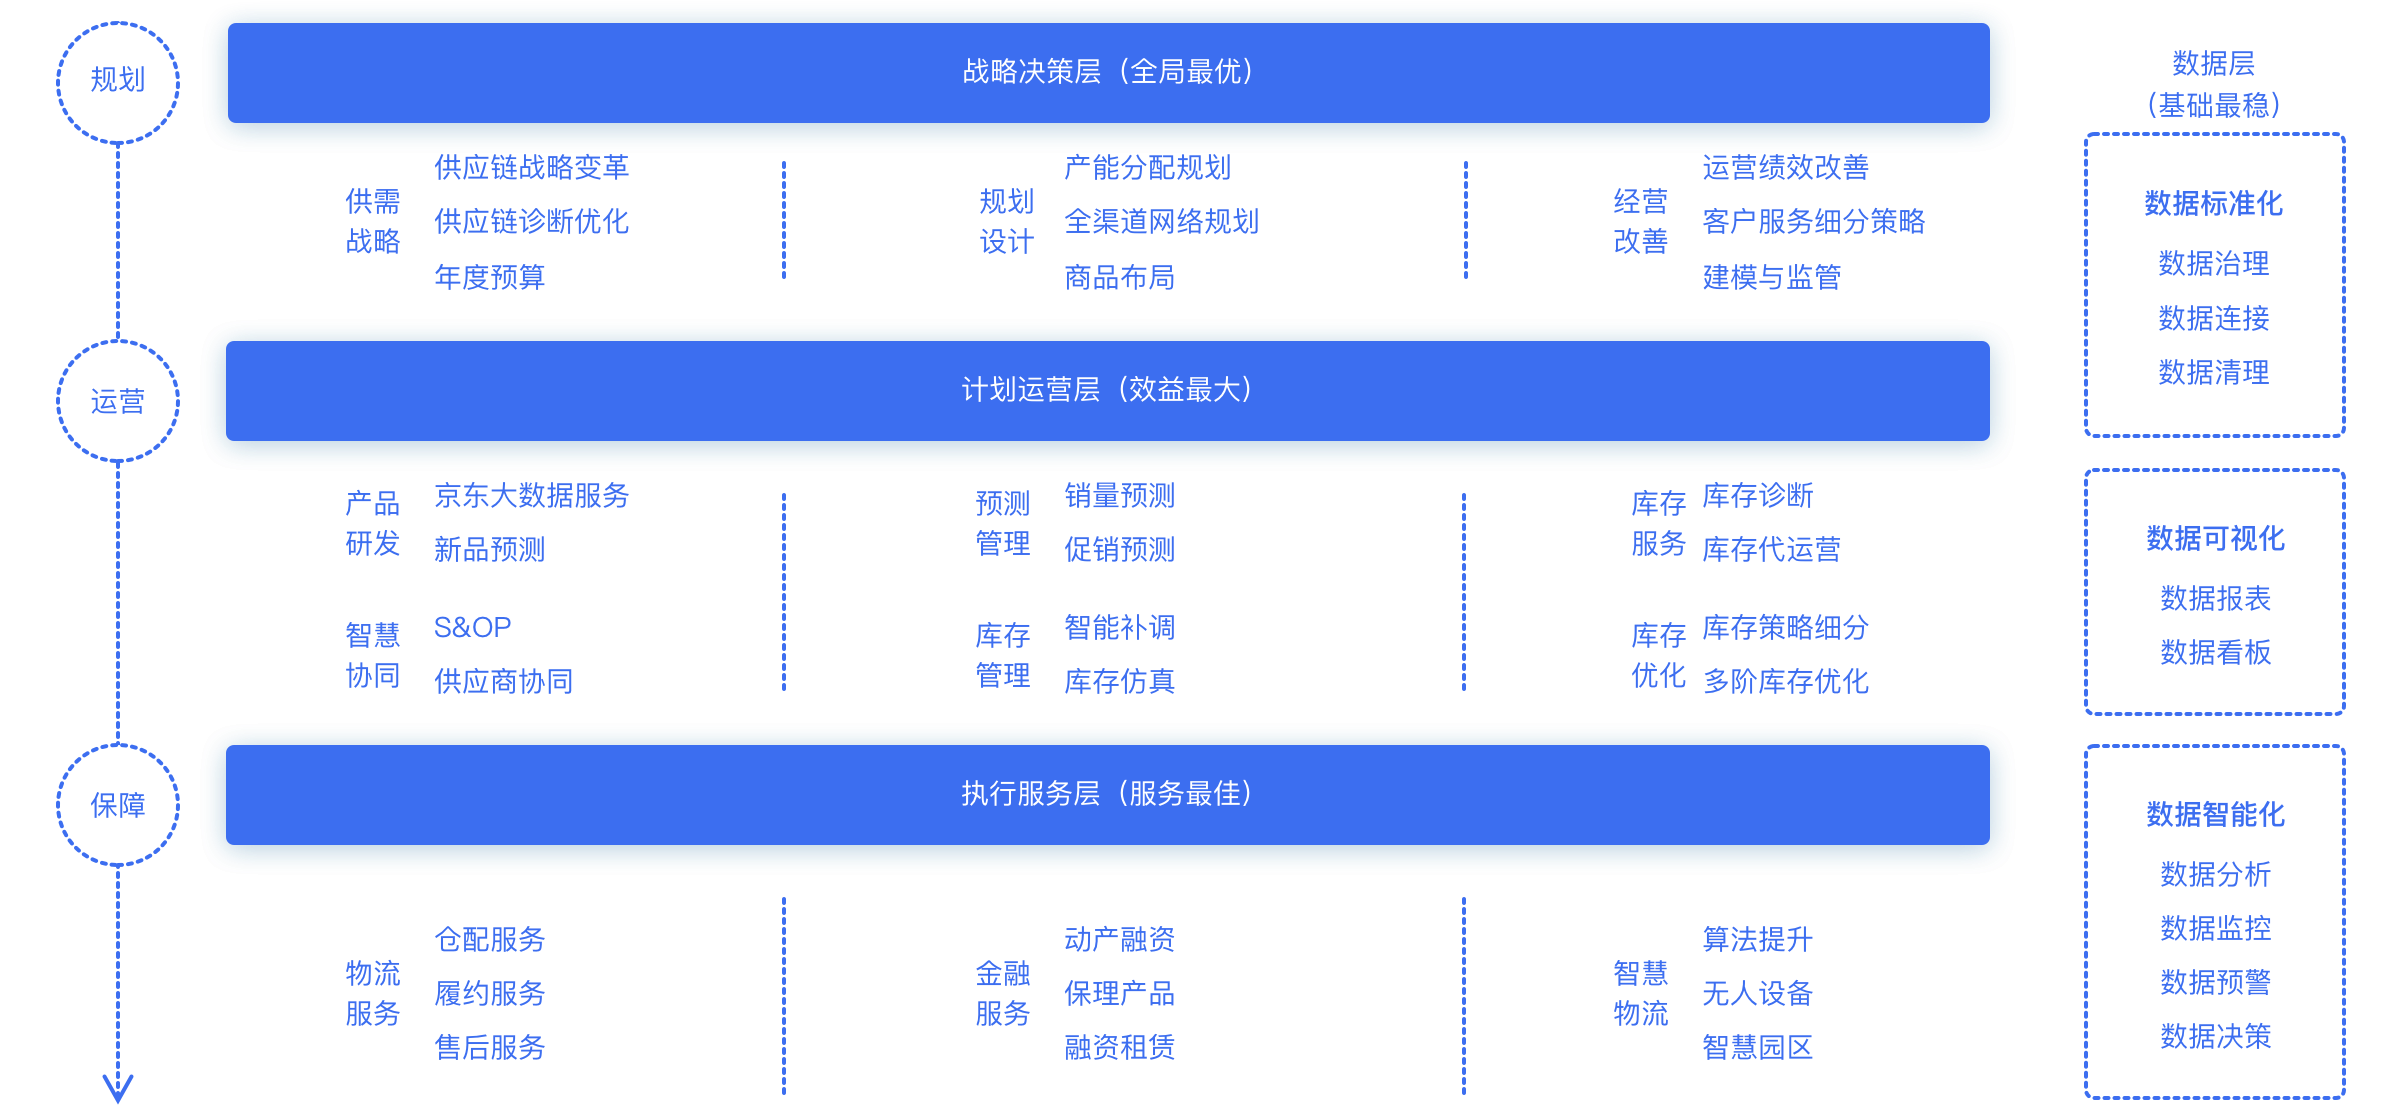 规划
战略决策层（全局最优）
供需
战略
供应链战略变革
供应链诊断优化
年度预算
规划
设计
产能分配规划
全渠道网络规划
商品布局
经营
改善
运营绩效改善
客户服务细分策略
建模与监管
运营
计划运营层（效益最大）
产品
研发
京东大数据服务
新品预测
预测
管理
销量预测
促销预测
库存
服务
库存诊断
库存代运营
智慧
协同
S&OP
供应商协同
库存
管理
智能补调
库存仿真
库存
优化
库存策略细分
多阶库存优化
保障
执行服务层（服务最佳）
物流
服务
仓配服务
履约服务
售后服务
金融
服务
动产融资
保理产品
融资租赁
智慧
物流
算法提升
无人设备
智慧园区
数据层
（基础最稳）
数据标准化
数据治理
数据连接
数据清理
数据可视化
数据报表
数据看板
数据智能化
数据分析
数据监控
数据预警
数据决策